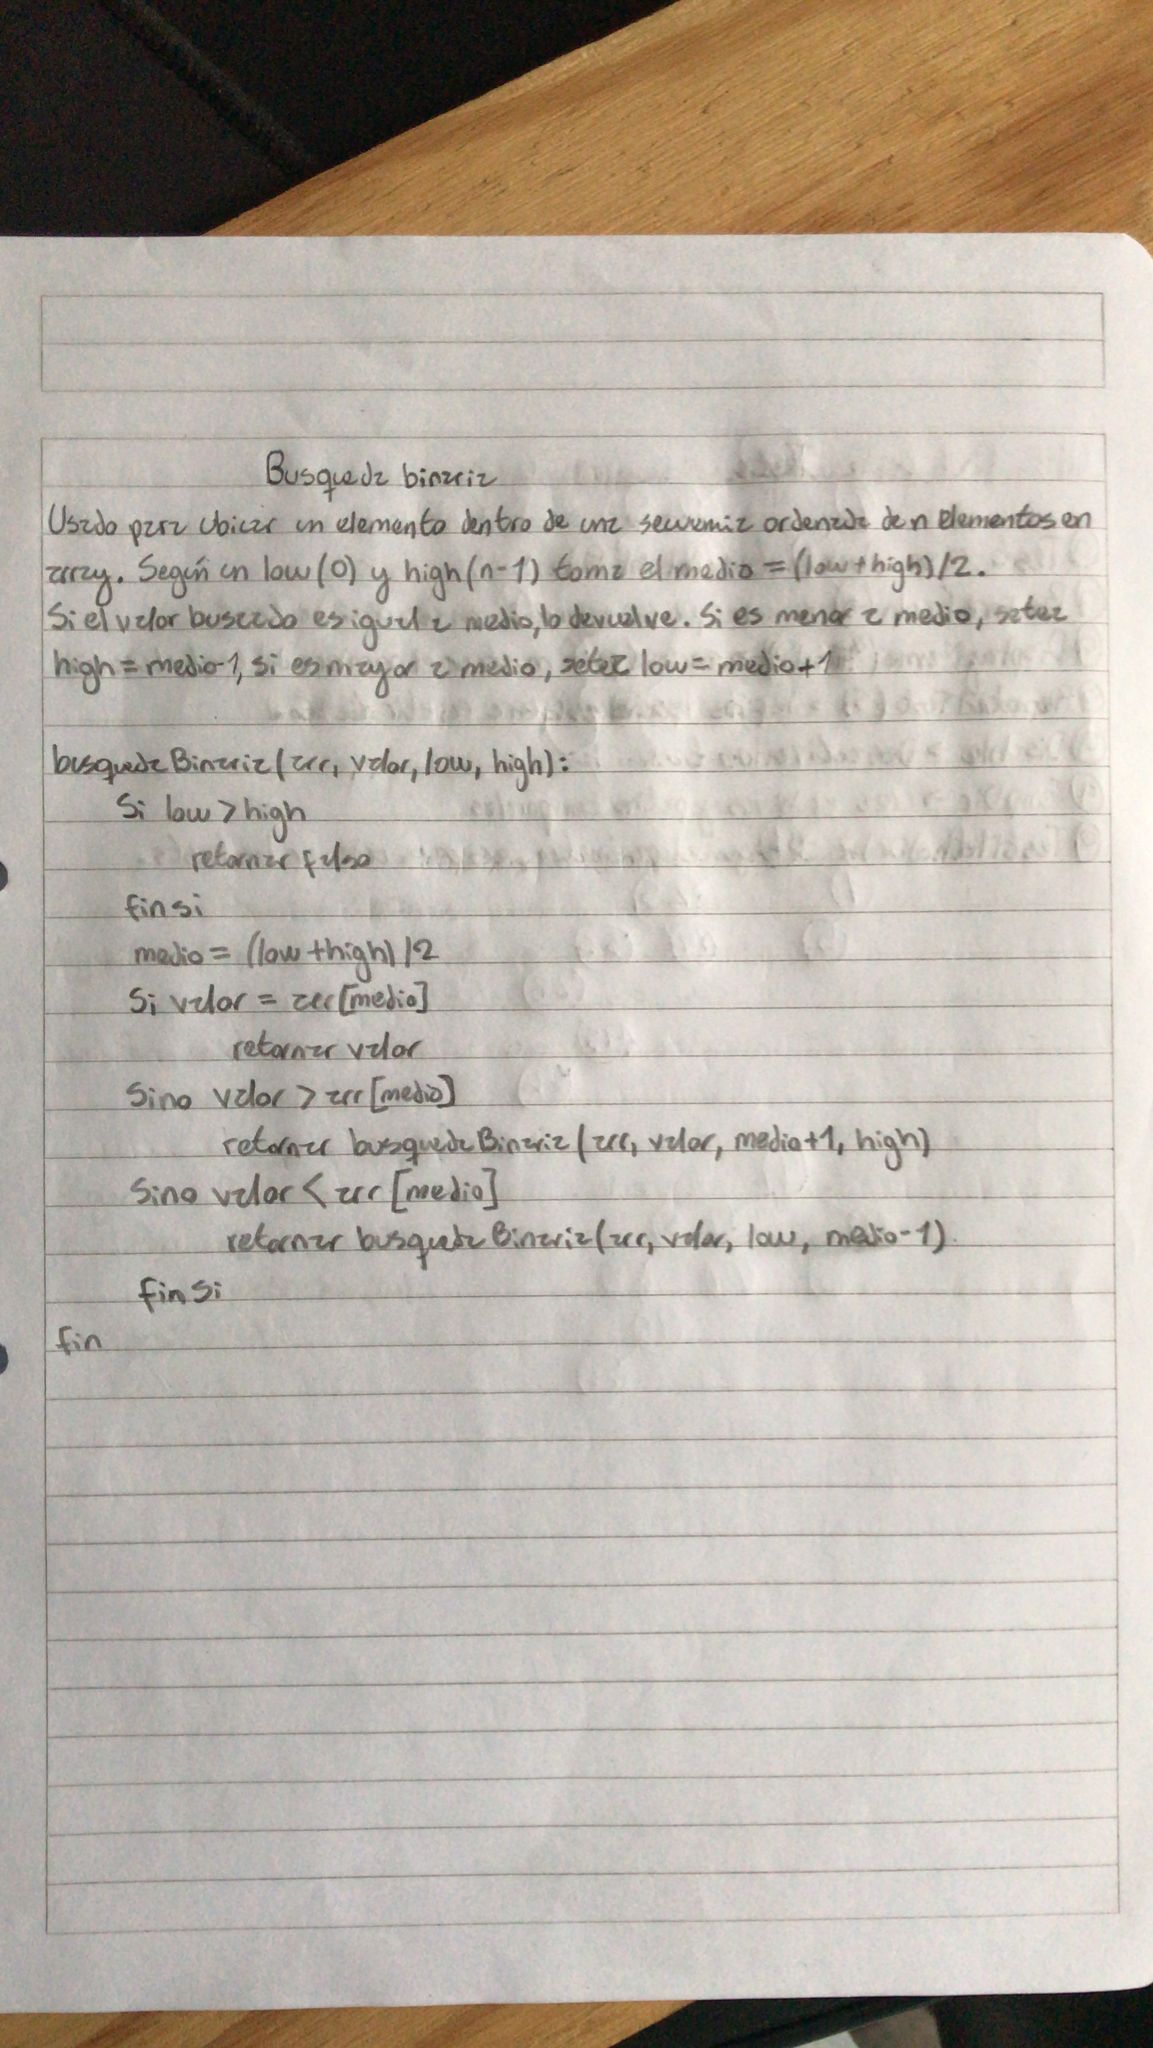 Busqueda binaria
Usado para ubicar un elemento dentro de una secuencia ordenada de n elementos en
array. Según un low (0) y high (n-1) toma el medio = (low + high) / 2.
Si el valor buscado es igual a medio, lo devuelve. Si es menor a medio, setea
high = medio-1, si es mayor a medio, setea low = medio+1
busquedaBinaria (arr, valor, low, high):
Si low > high
retornar falso
fin si
medio = (low + high) / 2
Si valor = arr [medio]
retornar valor
Sino valor > arr [medio]
retornar busquedaBinaria (arr, valor, medio+1, high)
Sino valor < arr [medio]
retornar busquedaBinaria (arr, valor, low, medio-1)
fin Si
fin